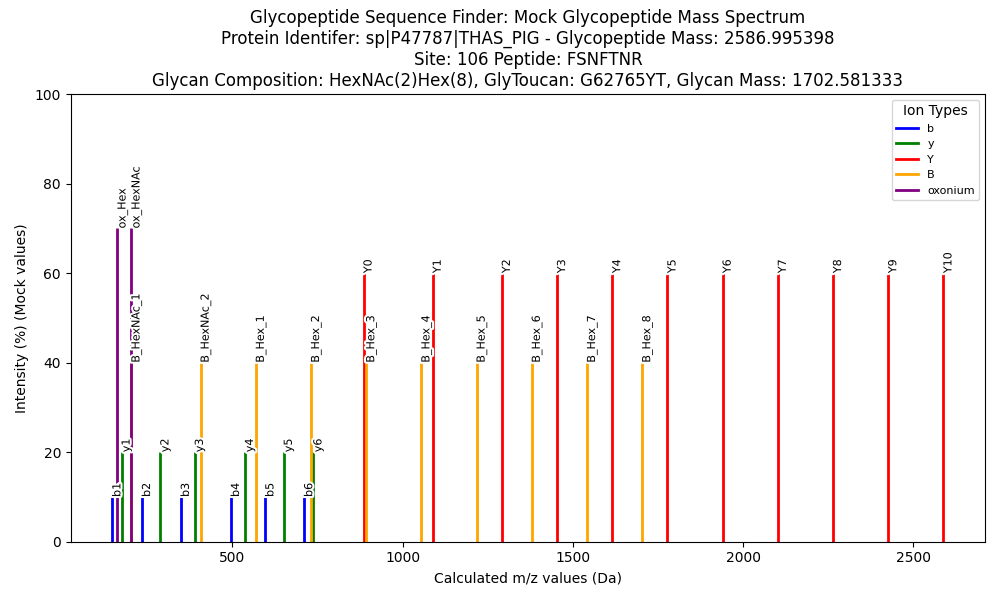 Glycopeptide Sequence Finder: Mock Glycopeptide Mass Spectrum
Protein Identifer: sp|P47787|THAS_PIG - Glycopeptide Mass: 2586.995398
Site: 106 Peptide: FSNFTNR
Glycan Composition: HexNAc(2)Hex(8), GlyToucan: G62765YT, Glycan Mass: 1702.581333
Intensity (%) (Mock values)
100
80
60
40
20
0
Ion Types
b
y
Y
B
oxonium
ox_Hex
ox_HexNAc
Y0
Y1
Y2
Y3
Y4
Y5
Y6
Y7
Y8
Y9
Y10
B_HexNAc_1
B_HexNAc_2
B_Hex_1
B_Hex_2
B_Hex_3
B_Hex_4
B_Hex_5
B_Hex_6
B_Hex_7
B_Hex_8
y1
y2
y3
y4
y5
y6
b1
b2
b3
b4
b5
b6
500
1000
1500
2000
2500
Calculated m/z values (Da)